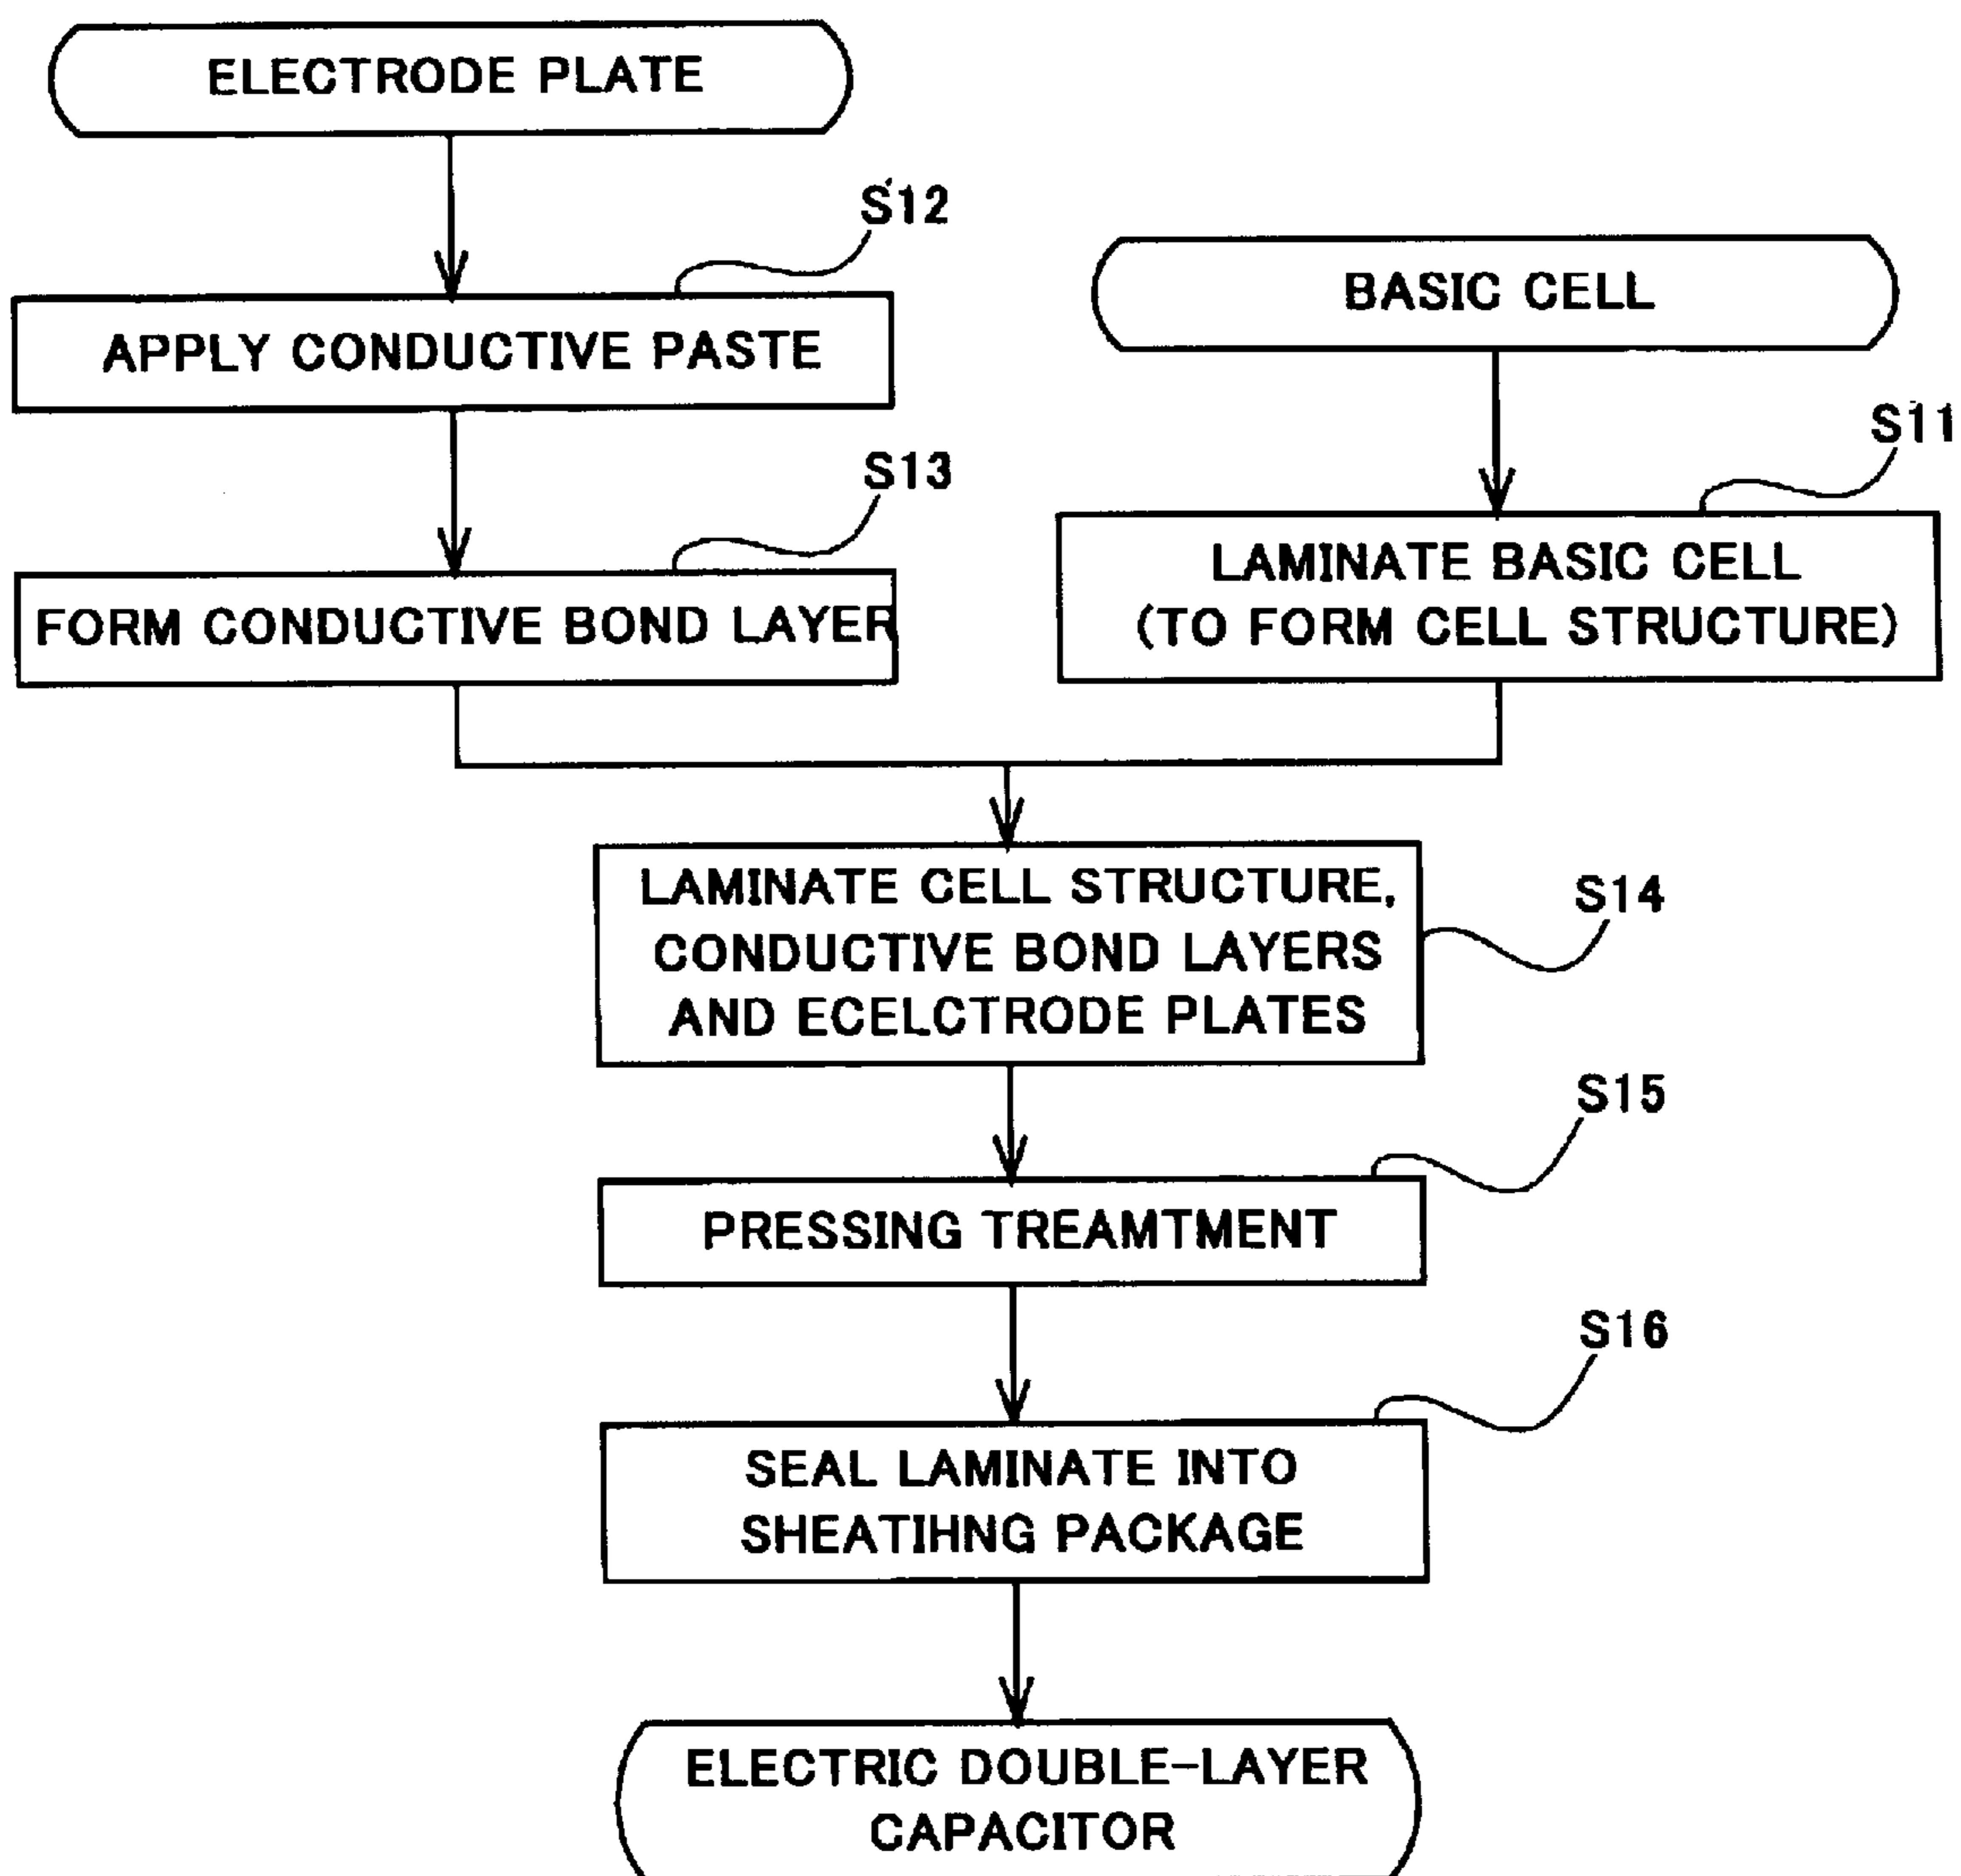 ELECTRODE PLATE
S12
APPLY CONDUCTIVE PASTE
S13
FORM CONDUCTIVE BOND LAYER
BASIC CELL
S11
LAMINATE BASIC CELL
(TO FORM CELL STRUCTURE)
LAMINATE CELL STRUCTURE,
CONDUCTIVE BOND LAYERS
AND ECELCTRODE PLATES
S14
S15
PRESSING TREAMTMENT
S16
SEAL LAMINATE INTO
SHEATIHNG PACKAGE
ELECTRIC DOUBLE-LAYER
CAPACITOR